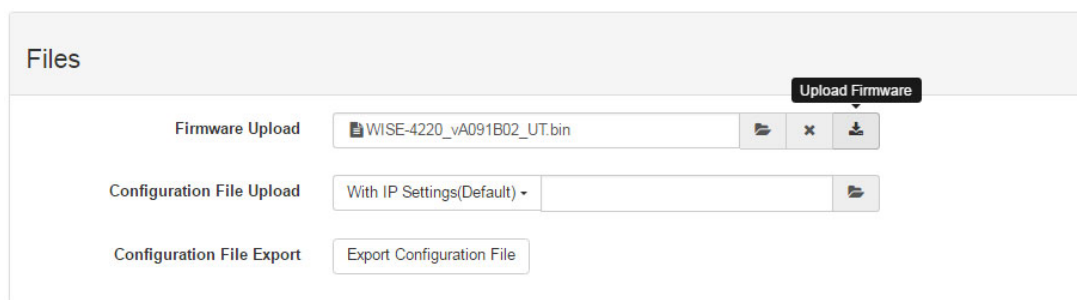 Files
Upload Firmware
Firmware Upload WISE-4220_vA091B02_UT.bin
Configuration File Upload With IP Settings(Default)
Configuration File Export Export Configuration File